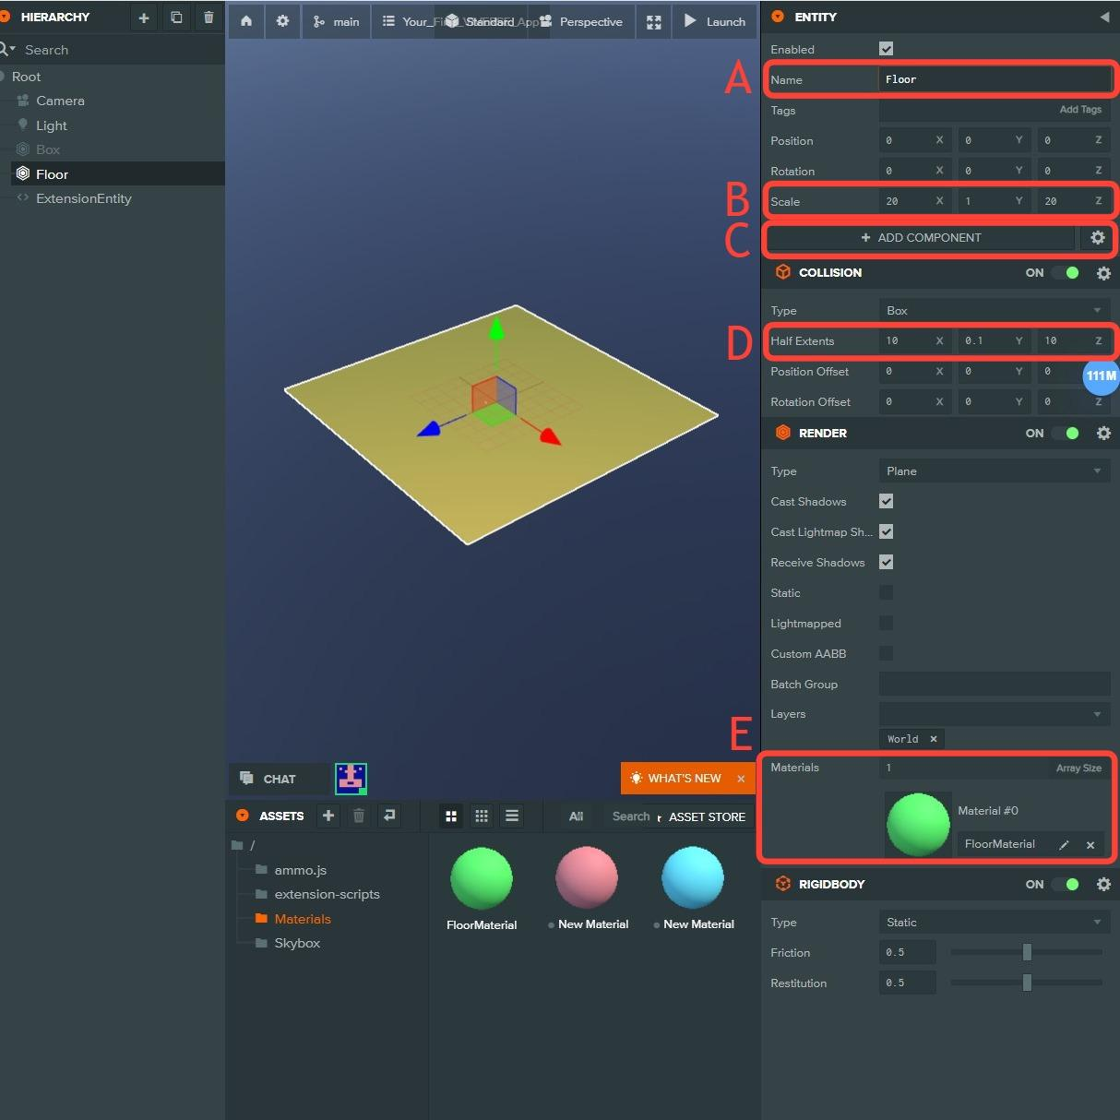 HIERARCHY
Search
Root
Camera
Light
Box
Floor
ExtensionEntity
main
Standard
Perspective
Launch
CHAT
WHAT'S NEW
ASSETS
All
Search
ASSET STORE
/
ammo.js
extension-scripts
Materials
Skybox
FloorMaterial
New Material
New Material
A
B
C
D
E
ENTITY
Enabled
Name Floor
Tags Add Tags
Position 0 X 0 Y 0 Z
Rotation 0 X 0 Y 0 Z
Scale 20 X 1 Y 20 Z
+ ADD COMPONENT
COLLISION ON
Type Box
Half Extents 10 X 0.1 Y 10 Z
Position Offset 0 X 0 Y 0
111M
Rotation Offset 0 X 0 Y 0 Z
RENDER ON
Type Plane
Cast Shadows
Cast Lightmap Sh...
Receive Shadows
Static
Lightmapped
Custom AABB
Batch Group
Layers
World ×
Materials 1 Array Size
Material #0
FloorMaterial
RIGIDBODY ON
Type Static
Friction 0.5
Restitution 0.5